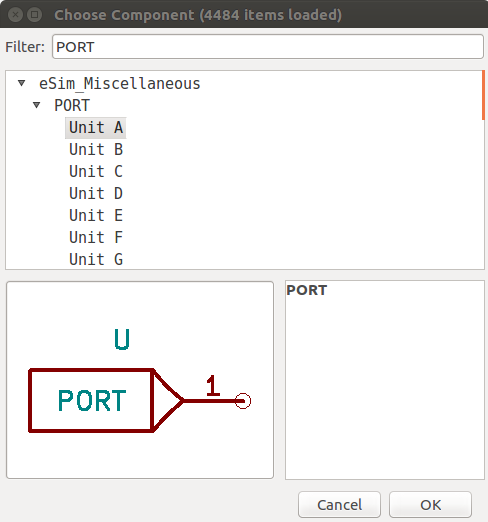 Choose Component (4484 items loaded)
Filter: PORT
eSim_Miscellaneous
PORT
Unit A
Unit B
Unit C
Unit D
Unit E
Unit F
Unit G
U
PORT
1
PORT
Cancel
OK